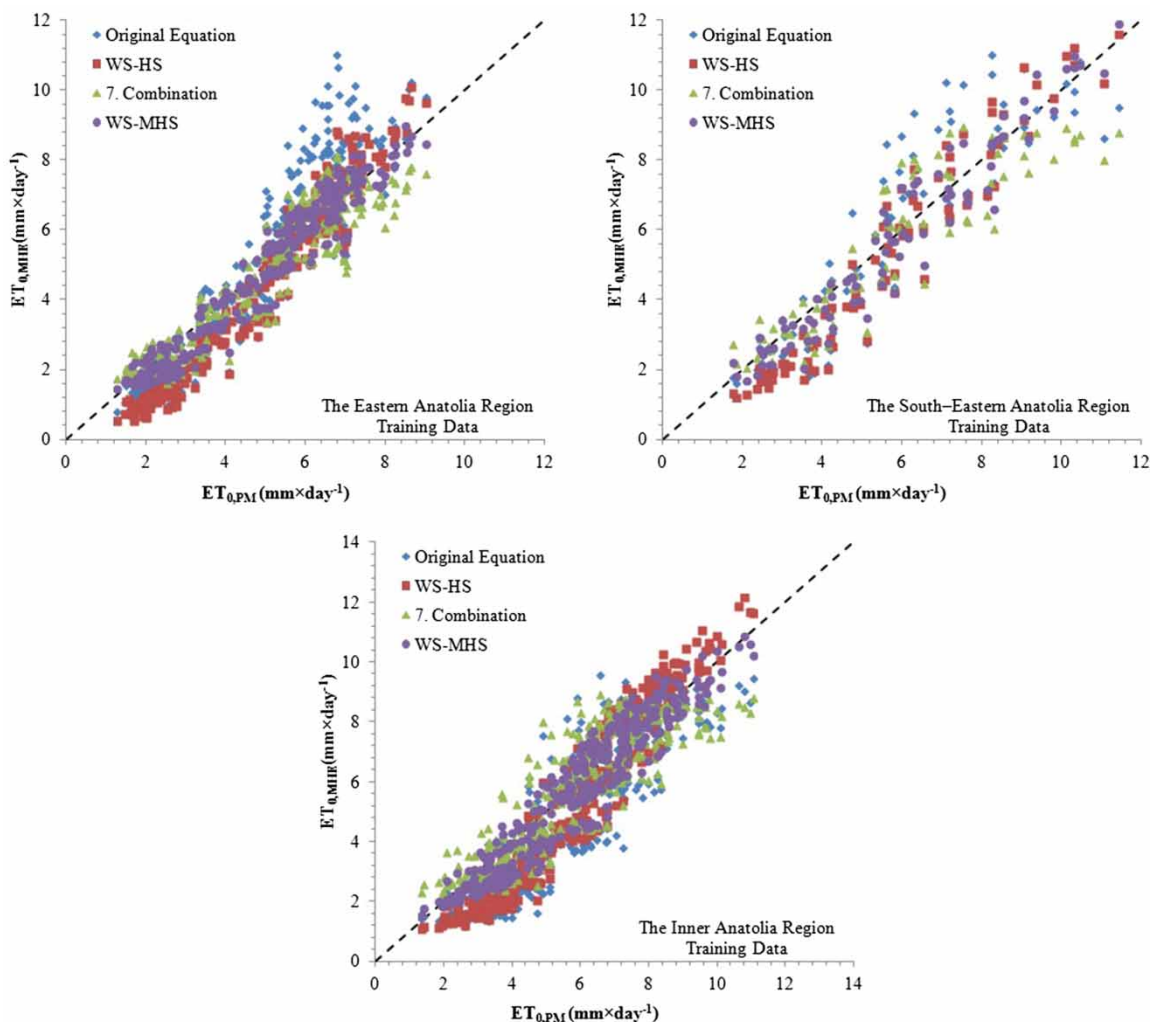 12
10
8
6
4
2
0
ET0,MHE(mm×day-1)
Original Equation
WS-HS
7. Combination
WS-MHS
The Eastern Anatolia Region
Training Data
0 2 4 6 8 10 12
ET0,PM (mm×day-1)
12
10
8
6
4
2
0
ET0,MHE(mm×day-1)
Original Equation
WS-HS
7. Combination
WS-MHS
The South–Eastern Anatolia Region
Training Data
0 2 4 6 8 10 12
ET0,PM (mm×day-1)
14
12
10
8
6
4
2
0
ET0,MHE(mm×day-1)
Original Equation
WS-HS
7. Combination
WS-MHS
The Inner Anatolia Region
Training Data
0 2 4 6 8 10 12 14
ET0,PM (mm×day-1)